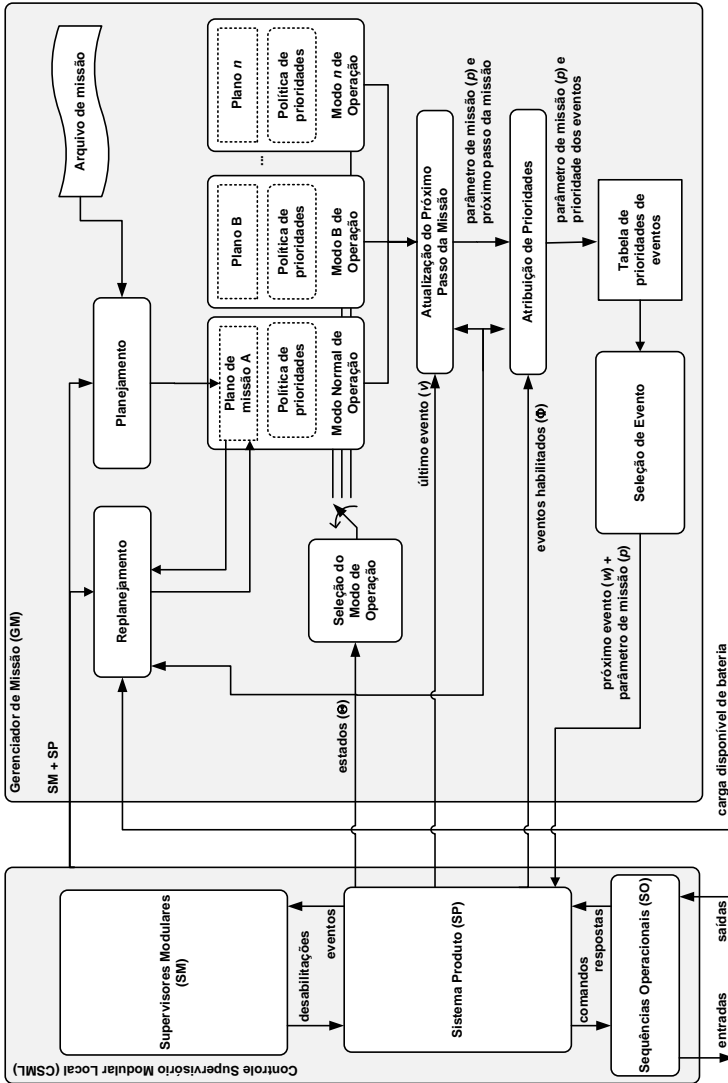 Controle Supervisório Modular Local (CSML)
Supervisores Modulares
(SM)
desabilitações
eventos
Sistema Produto (SP)
comandos
respostas
Sequências Operacionais (SO)
entradas
saídas
Gerenciador de Missão (GM)
SM + SP
Arquivo de missão
Planejamento
Replanejamento
Plano de
missão A
Política de
prioridades
Modo Normal de
Operação
Plano B
Política de
prioridades
Modo B de
Operação
...
Plano n
Política de
prioridades
Modo n de
Operação
Seleção do
Modo de
Operação
estados (Θ)
último evento (v)
Atualização do Próximo
Passo da Missão
parâmetro de missão (p) e
próximo passo da missão
eventos habilitados (Φ)
Atribuição de Prioridades
parâmetro de missão (p) e
prioridade dos eventos
Tabela de
prioridades de
eventos
Seleção de Evento
próximo evento (w) +
parâmetro de missão (p)
carga disponível de bateria